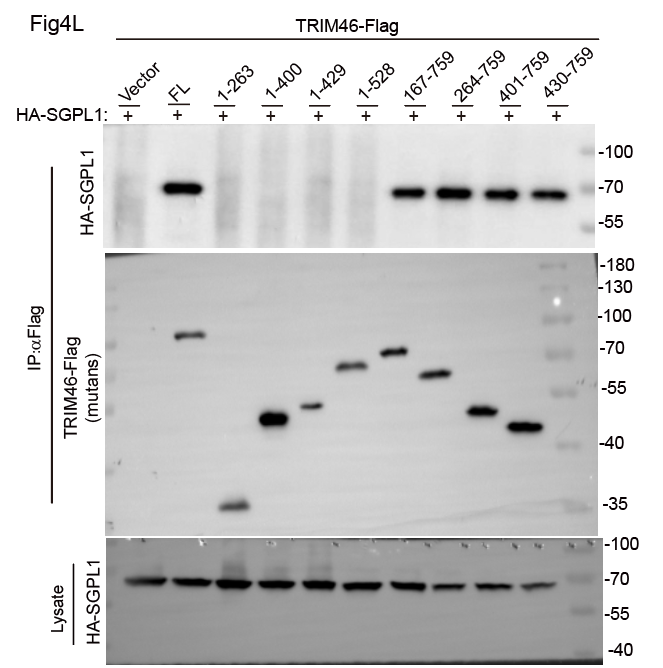 Fig4L
TRIM46-Flag
Vector FL 1-263 1-400 1-429 1-528 167-759 264-759 401-759 430-759
HA-SGPL1: + + + + + + + + + +
IP:αFlag
HA-SGPL1
-100
-70
-55
TRIM46-Flag
(mutans)
-180
-130
-100
-70
-55
-40
-35
Lysate
HA-SGPL1
-100
-70
-55
-40